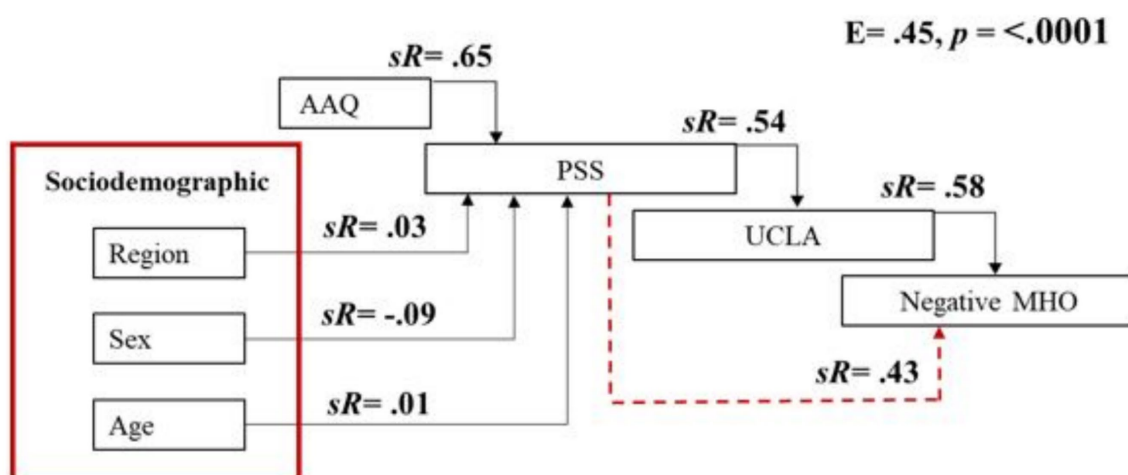 E= .45, p = <.0001
sR= .65
AAQ
sR= .54
PSS
Sociodemographic
sR= .58
sR= .03
Region
UCLA
Negative MHO
sR= -.09
Sex
sR= .43
sR= .01
Age